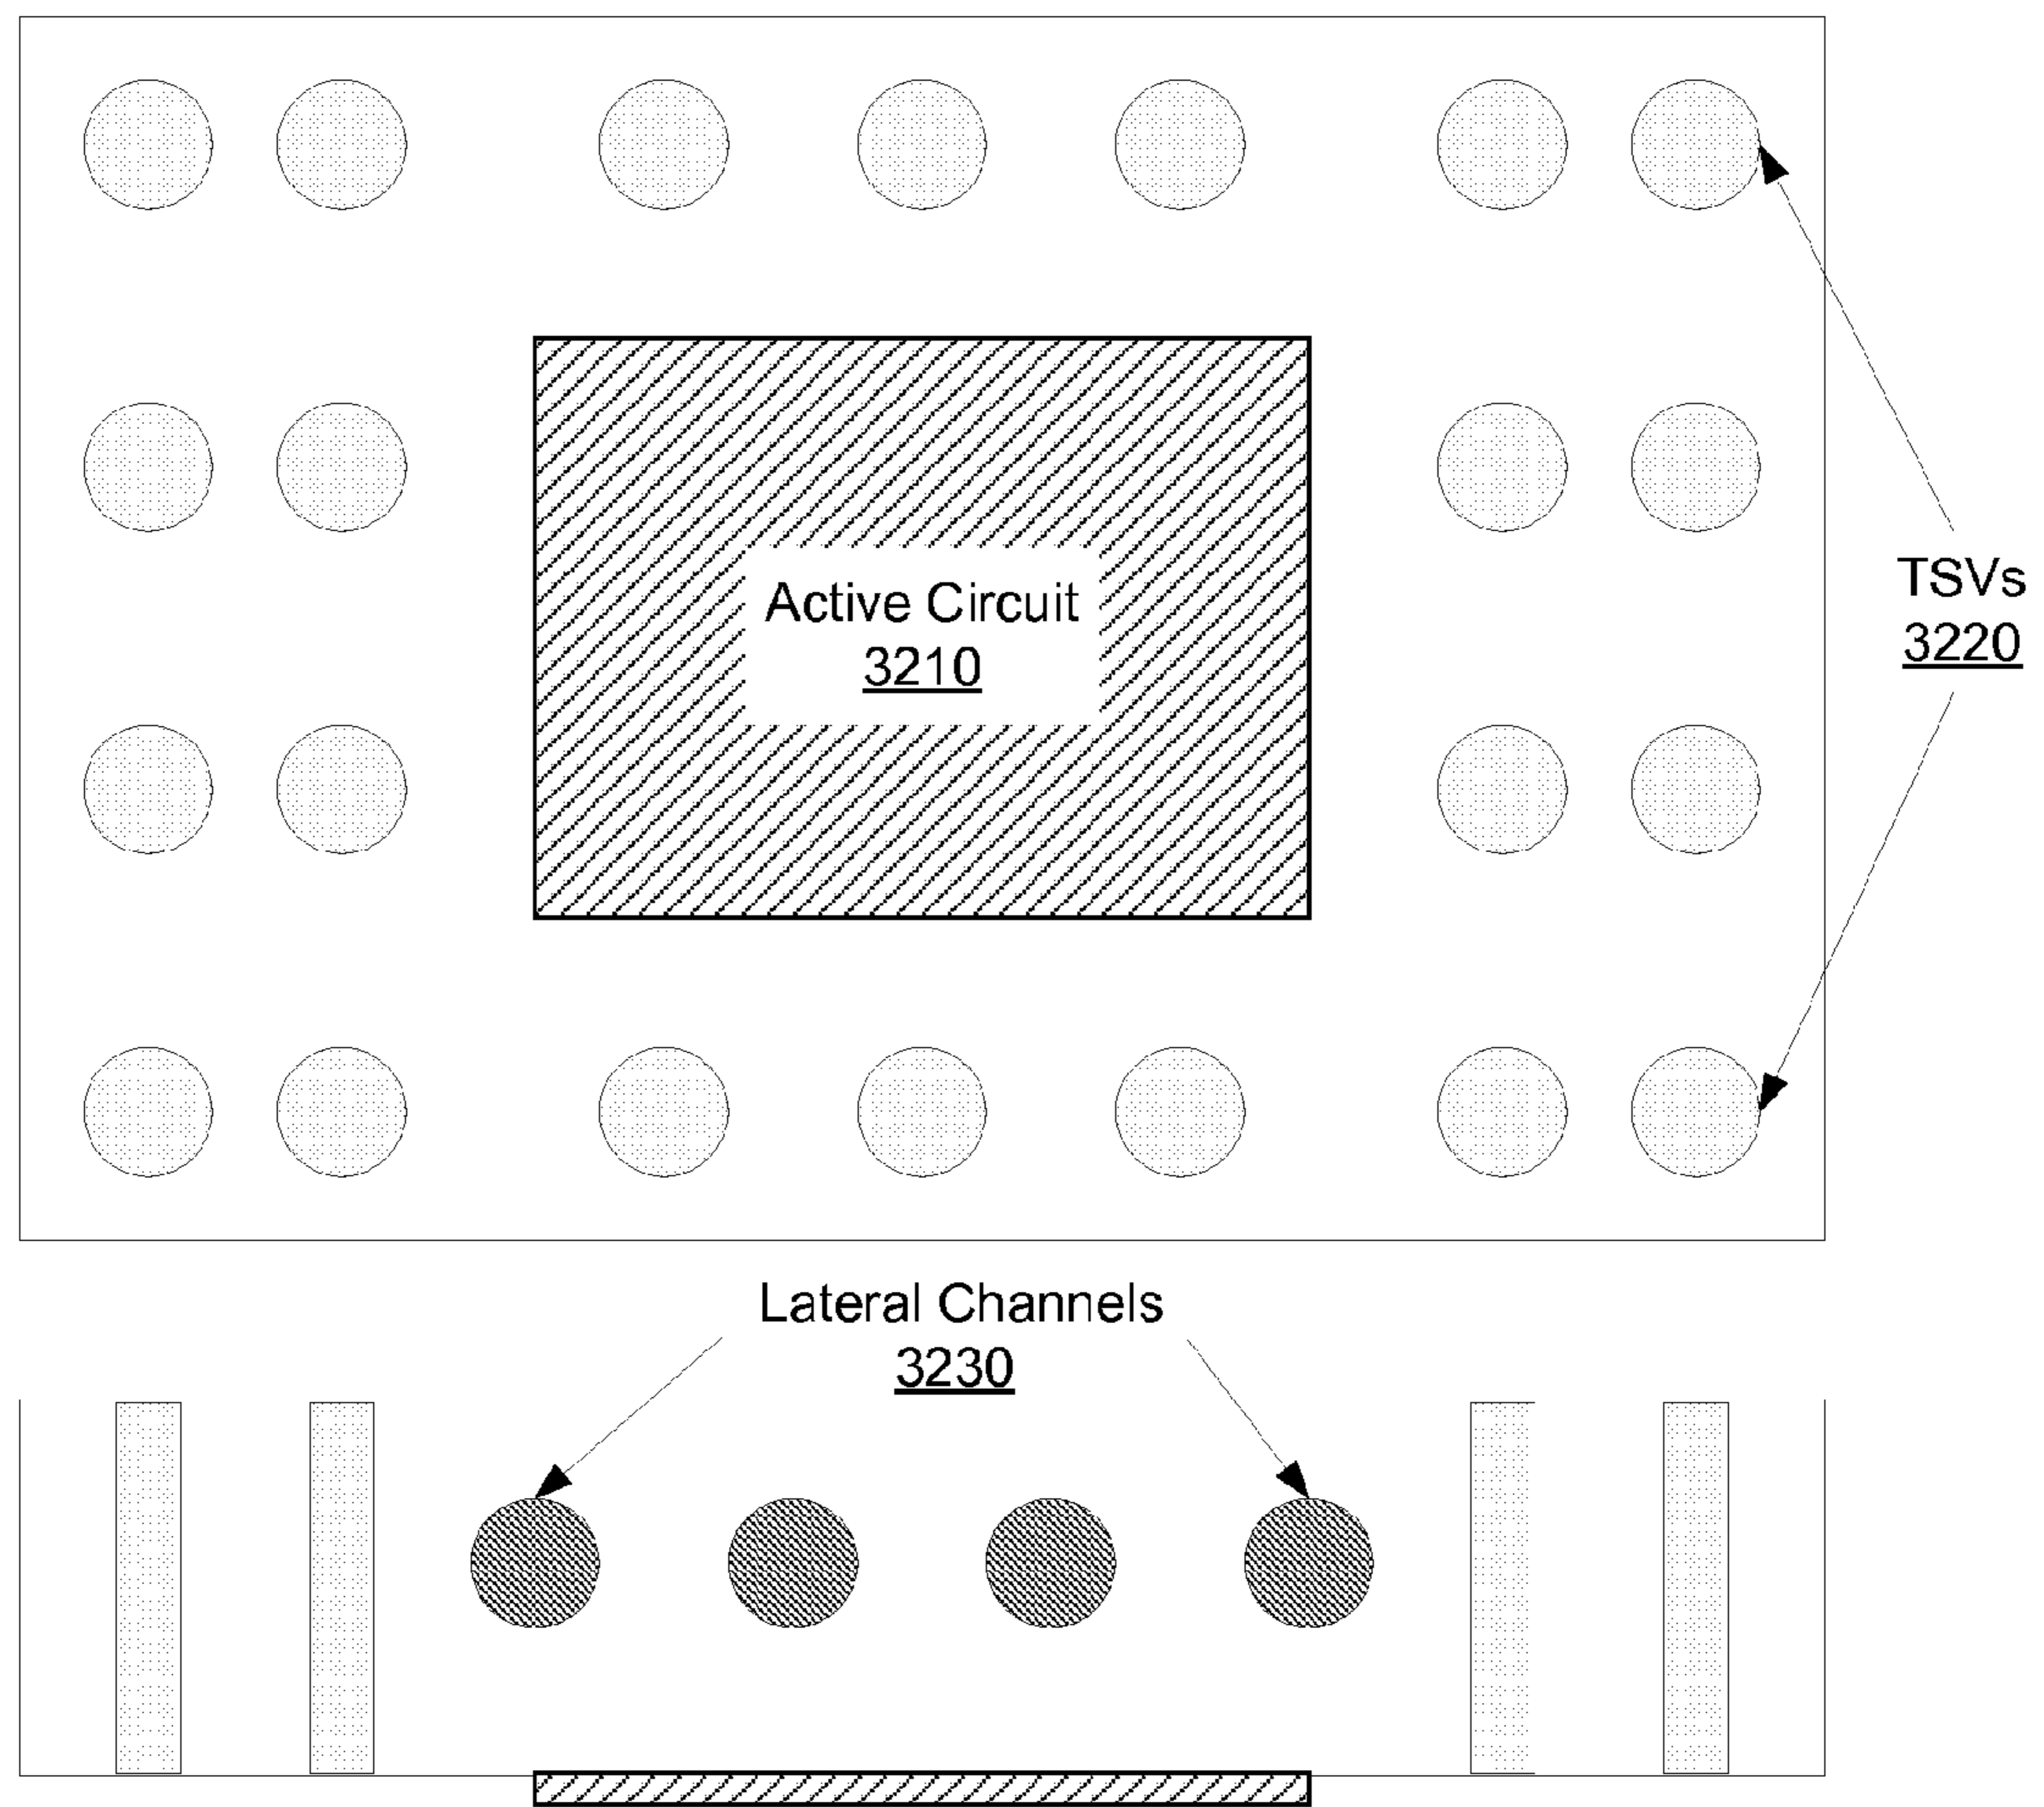 Active Circuit
3210
TSVs
3220
Lateral Channels
3230